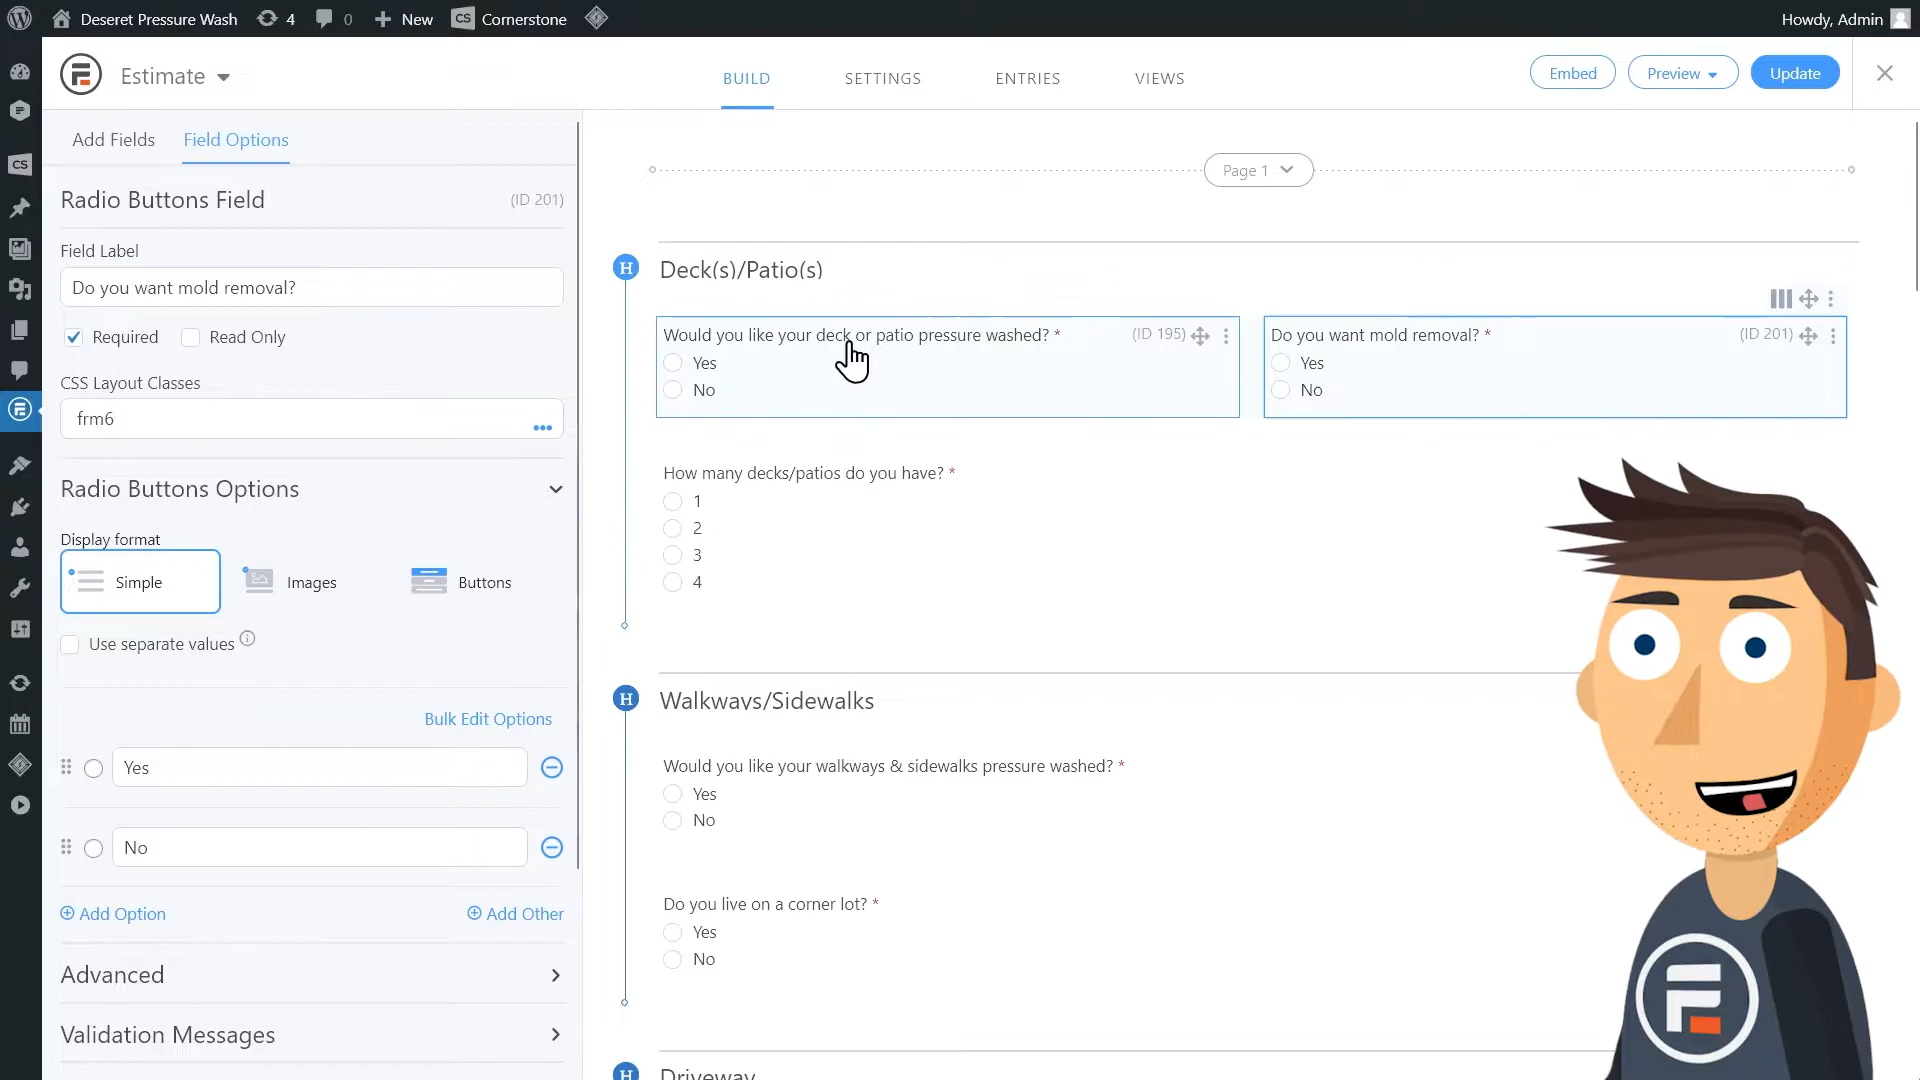 Deseret Pressure Wash 4 0 New CS Cornerstone Howdy, Admin
Estimate BUILD SETTINGS ENTRIES VIEWS Embed Preview Update
CS
Add Fields Field Options
Radio Buttons Field (ID 201)
Field Label
Do you want mold removal?
Required Read Only
CSS Layout Classes
frm6
Radio Buttons Options
Display format
Simple Images Buttons
Use separate values
Bulk Edit Options
Yes
No
Add Option Add Other
Advanced
Validation Messages
Page 1
H Deck(s)/Patio(s)
Would you like your deck or patio pressure washed? * (ID 195)
Yes
No
Do you want mold removal? * (ID 201)
Yes
No
How many decks/patios do you have? *
1
2
3
4
H Walkways/Sidewalks
Would you like your walkways & sidewalks pressure washed? *
Yes
No
Do you live on a corner lot? *
Yes
No
H Driveway